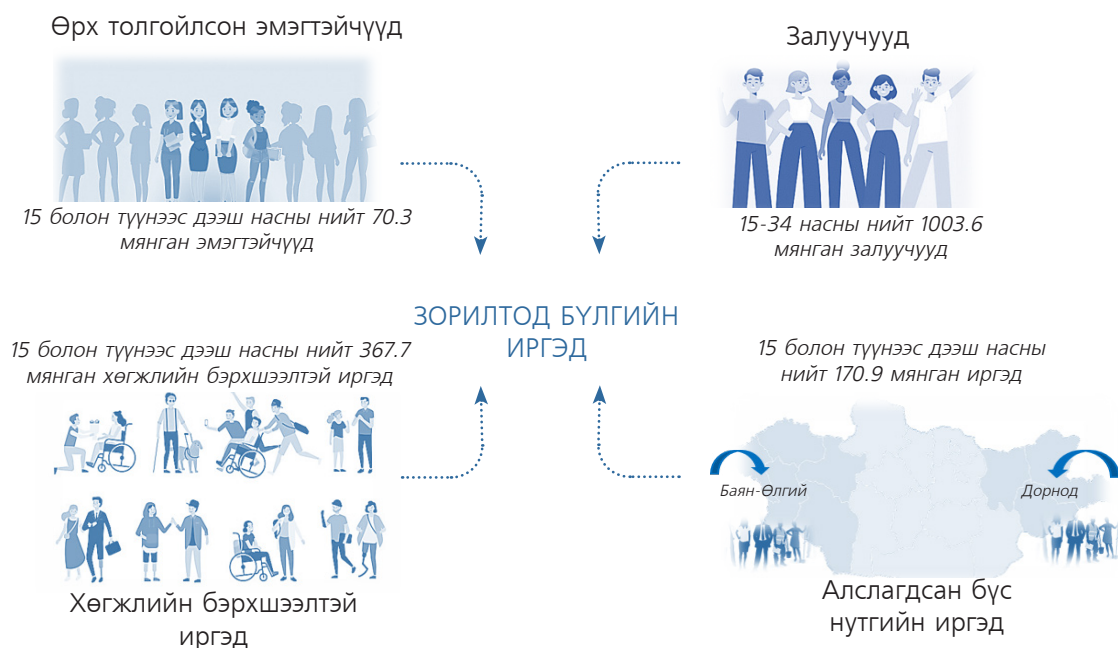 Өрх толгойлсон эмэгтэйчүүд
15 болон түүнээс дээш насны нийт 70.3
мянган эмэгтэйчүүд
Залуучууд
15-34 насны нийт 1003.6
мянган залуучууд
ЗОРИЛТОД БҮЛГИЙН
ИРГЭД
15 болон түүнээс дээш насны нийт 367.7
мянган хөгжлийн бэрхшээлтэй иргэд
Хөгжлийн бэрхшээлтэй
иргэд
15 болон түүнээс дээш насны
нийт 170.9 мянган иргэд
Баян-Өлгий
Дорнод
Алслагдсан бүс
нутгийн иргэд